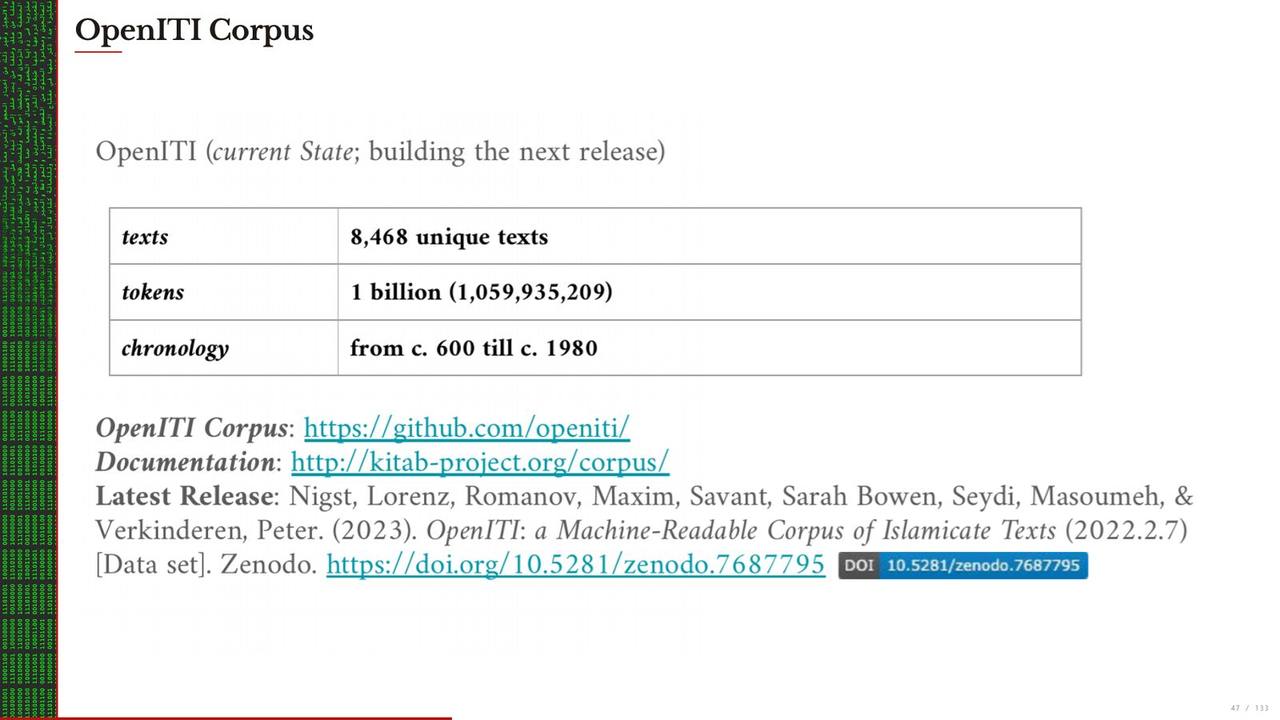 OpenITI Corpus
OpenITI (current State; building the next release)
texts 8,468 unique texts
tokens 1 billion (1,059,935,209)
chronology from c. 600 till c. 1980
OpenITI Corpus: https://github.com/openiti/
Documentation: http://kitab-project.org/corpus/
Latest Release: Nigst, Lorenz, Romanov, Maxim, Savant, Sarah Bowen, Seydi, Masoumeh, &
Verkinderen, Peter. (2023). OpenITI: a Machine-Readable Corpus of Islamicate Texts (2022.2.7)
[Data set]. Zenodo. https://doi.org/10.5281/zenodo.7687795 DOI 10.5281/zenodo.7687795
47 / 133